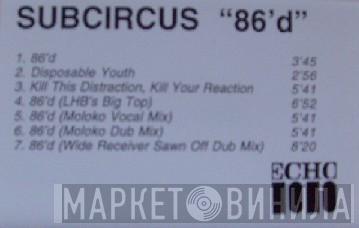 SUBCIRCUS "86'd"
1. 86'd 3'45
2. Disposable Youth 2'56
3. Kill This Distraction, Kill Your Reaction 5'41
4. 86'd (LHB's Big Top) 6'52
5. 86'd (Moloko Vocal Mix) 5'41
6. 86'd (Moloko Dub Mix) 5'41
7. 86'd (Wide Receiver Sawn Off Dub Mix) 8'20
ECHO
МАРКЕТ ВИНИЛА